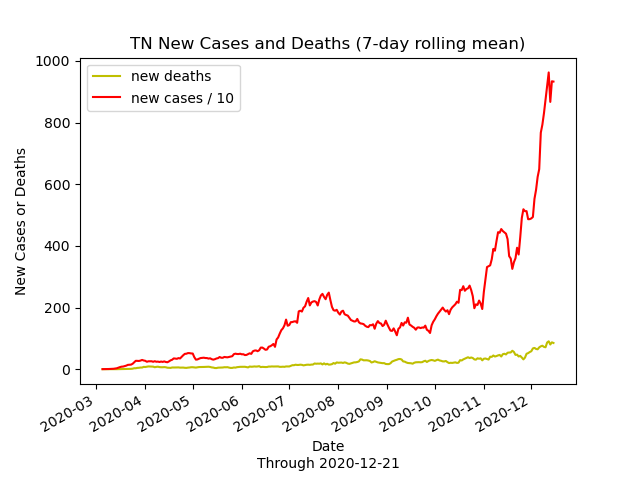 TN New Cases and Deaths (7-day rolling mean)
new deaths
new cases / 10
New Cases or Deaths
1000
800
600
400
200
0
2020-03
2020-04
2020-05
2020-06
2020-07
2020-08
2020-09
2020-10
2020-11
2020-12
Date
Through 2020-12-21